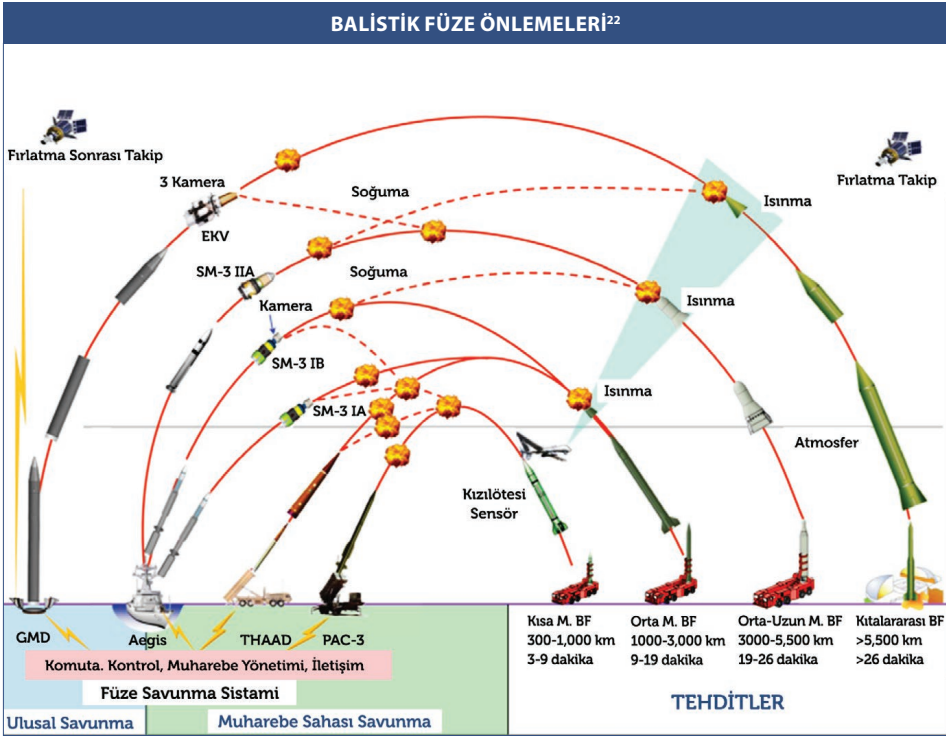 BALİSTİK FÜZE ÖNLEMELERİ²²
Fırlatma Sonrası Takip
Fırlatma Takip
3 Kamera
Soğuma
Isınma
EKV
SM-3 IIA
Soğuma
Kamera
Isınma
SM-3 IB
Isınma
SM-3 IA
Atmosfer
Kızılötesi
Sensör
GMD
Aegis
THAAD
PAC-3
Komuta. Kontrol, Muharebe Yönetimi, İletişim
Füze Savunma Sistemi
Ulusal Savunma
Muharebe Sahası Savunma
Kısa M. BF
300-1,000 km
3-9 dakika
Orta M. BF
1000-3,000 km
9-19 dakika
Orta-Uzun M. BF
3000-5,500 km
19-26 dakika
Kıtalararası BF
>5,500 km
>26 dakika
TEHDİTLER